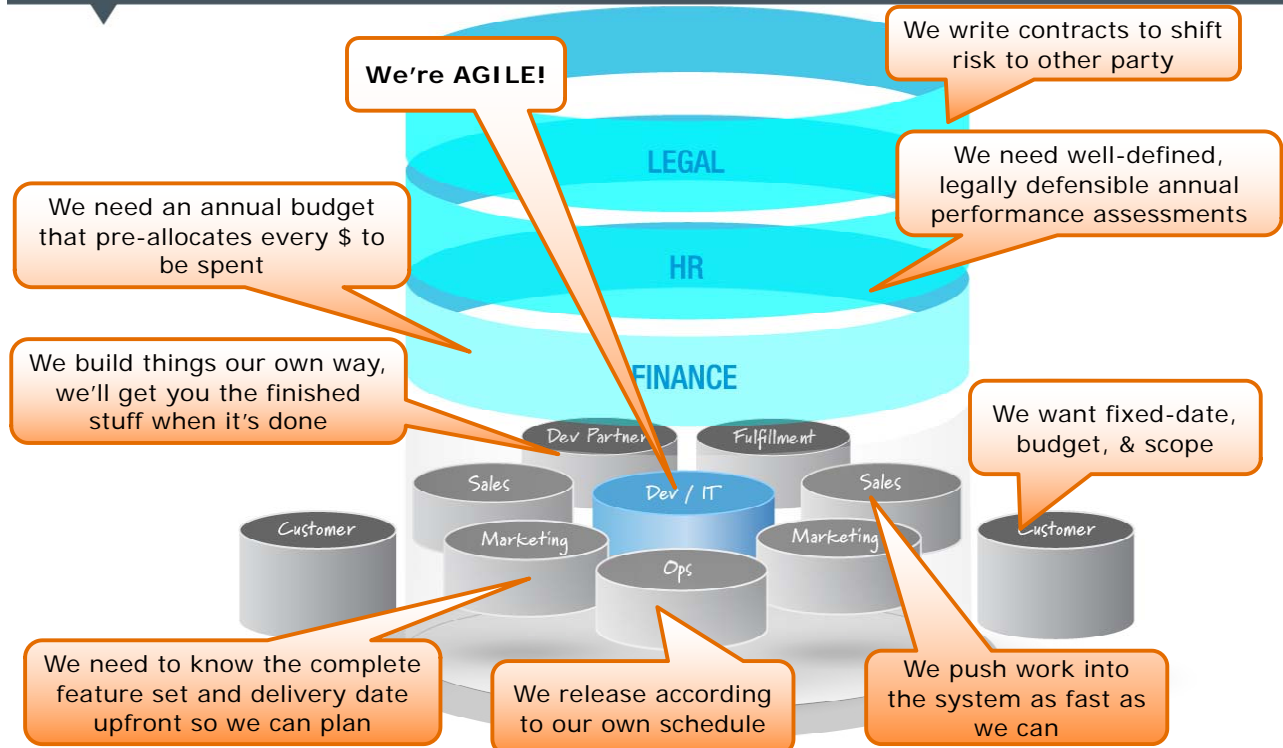 We write contracts to shift
risk to other party
We're AGILE!
LEGAL
We need well-defined,
legally defensible annual
performance assessments
We need an annual budget
that pre-allocates every $ to
be spent
HR
We build things our own way,
we'll get you the finished
stuff when it's done
FINANCE
We want fixed-date,
budget, & scope
Dev Partner
Fulfillment
Sales
Dev / IT
Sales
Customer
Marketing
Marketing
Customer
Ops
We need to know the complete
feature set and delivery date
upfront so we can plan
We release according
to our own schedule
We push work into
the system as fast as
we can